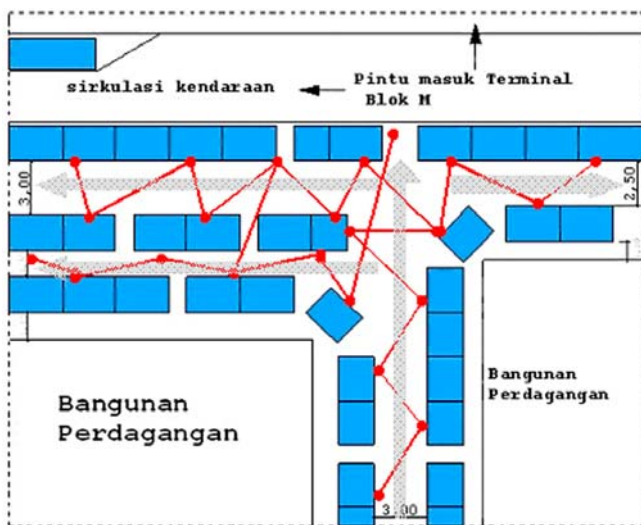 Pintu masuk Terminal
Blok M
sirkulasi kendaraan
3.00
2.50
Bangunan
Perdagangan
Bangunan
Perdagangan
3.00